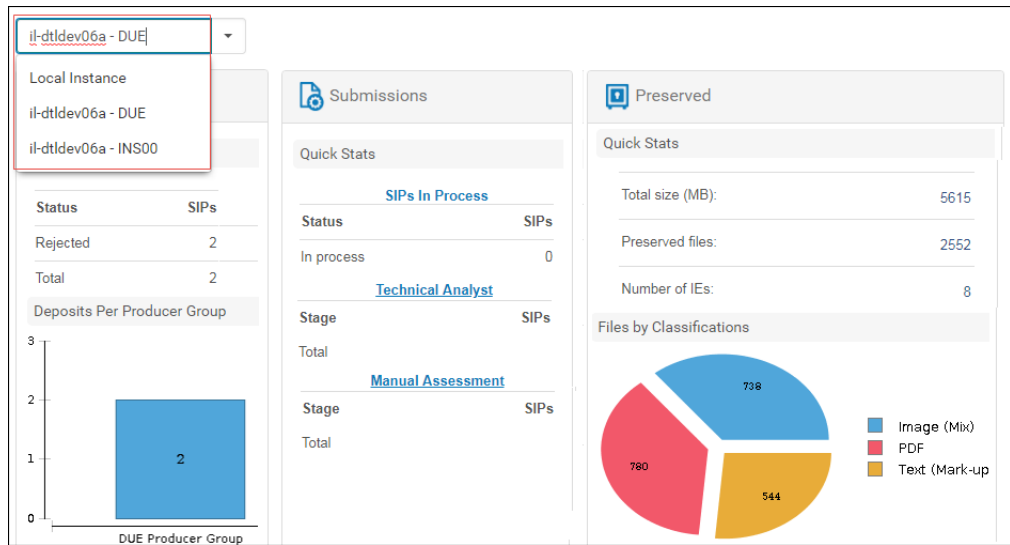 il-dtldev06a - DUE
Local Instance
il-dtldev06a - DUE
il-dtldev06a - INS00
Status SIPs
Rejected 2
Total 2
Deposits Per Producer Group
3
2
1
0
2
DUE Producer Group
Submissions
Quick Stats
SIPs In Process
Status SIPs
In process 0
Technical Analyst
Stage SIPs
Total
Manual Assessment
Stage SIPs
Total
Preserved
Quick Stats
Total size (MB): 5615
Preserved files: 2552
Number of IEs: 8
Files by Classifications
738
780
544
Image (Mix)
PDF
Text (Mark-up